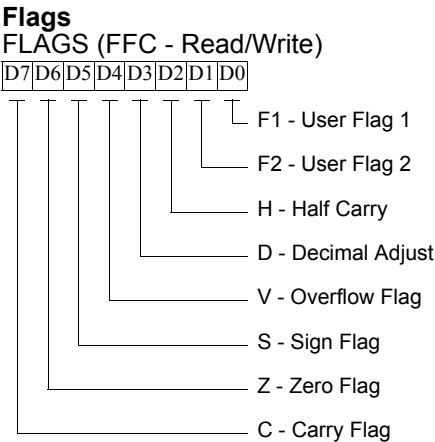 Flags
FLAGS (FFC - Read/Write)
D7 D6 D5 D4 D3 D2 D1 D0
F1 - User Flag 1
F2 - User Flag 2
H - Half Carry
D - Decimal Adjust
V - Overflow Flag
S - Sign Flag
Z - Zero Flag
C - Carry Flag